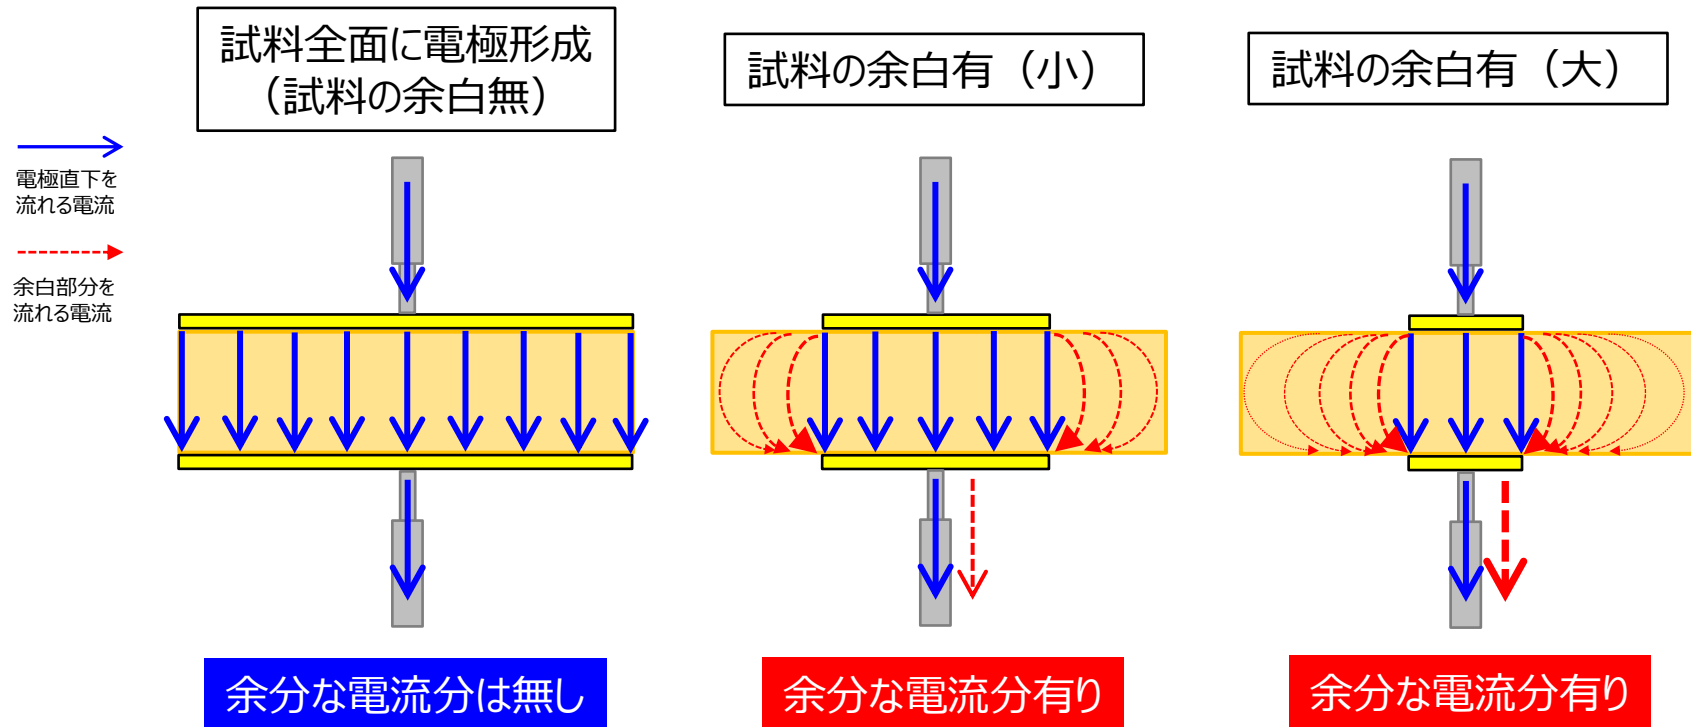 試料全面に電極形成
（試料の余白無）
試料の余白有（小）
試料の余白有（大）
電極直下を
流れる電流
余白部分を
流れる電流
余分な電流分は無し
余分な電流分有り
余分な電流分有り